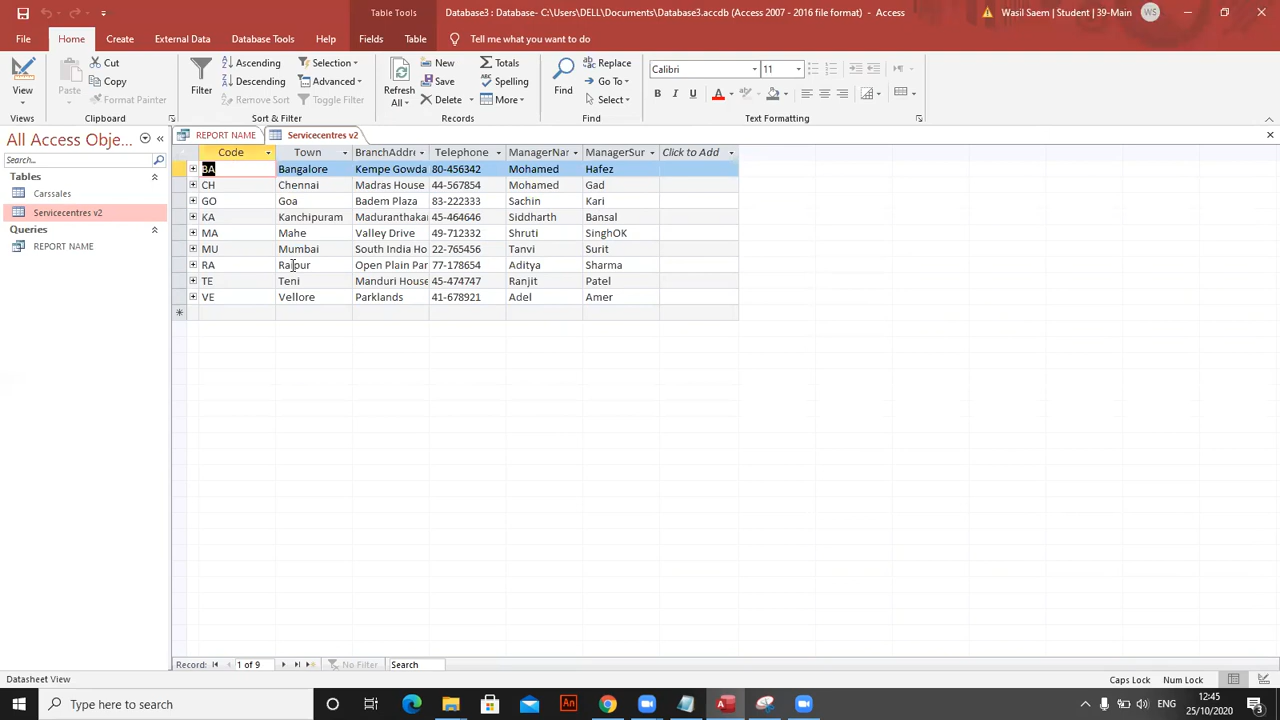 Table Tools
Database3 : Database- C:\Users\DELL\Documents\Database3.accdb (Access 2007 - 2016 file format) - Access
Wasil Saem | Student | 39-Main
WS
File Home Create External Data Database Tools Help Fields Table Tell me what you want to do
View
Views
Paste
Cut
Copy
Format Painter
Clipboard
Filter
Ascending
Descending
Remove Sort
Selection
Advanced
Toggle Filter
Sort & Filter
Refresh
All
New
Save
Delete
Totals
Spelling
More
Records
Find
Replace
Go To
Select
Find
Calibri 11
B I U A
Text Formatting
All Access Obje...
Search...
Tables
Carssales
Servicecentres v2
Queries
REPORT NAME
REPORT NAME Servicecentres v2
Code Town BranchAddre Telephone ManagerNar ManagerSur Click to Add
BA Bangalore Kempe Gowda 80-456342 Mohamed Hafez
CH Chennai Madras House 44-567854 Mohamed Gad
GO Goa Badem Plaza 83-222333 Sachin Kari
KA Kanchipuram Maduranthakar 45-464646 Siddharth Bansal
MA Mahe Valley Drive 49-712332 Shruti SinghOK
MU Mumbai South India Ho 22-765456 Tanvi Surit
RA Raipur Open Plain Par 77-178654 Aditya Sharma
TE Teni Manduri House 45-474747 Ranjit Patel
VE Vellore Parklands 41-678921 Adel Amer
Record: 1 of 9 No Filter Search
Datasheet View
Caps Lock Num Lock
Type here to search
An
ENG
12:45
25/10/2020
3